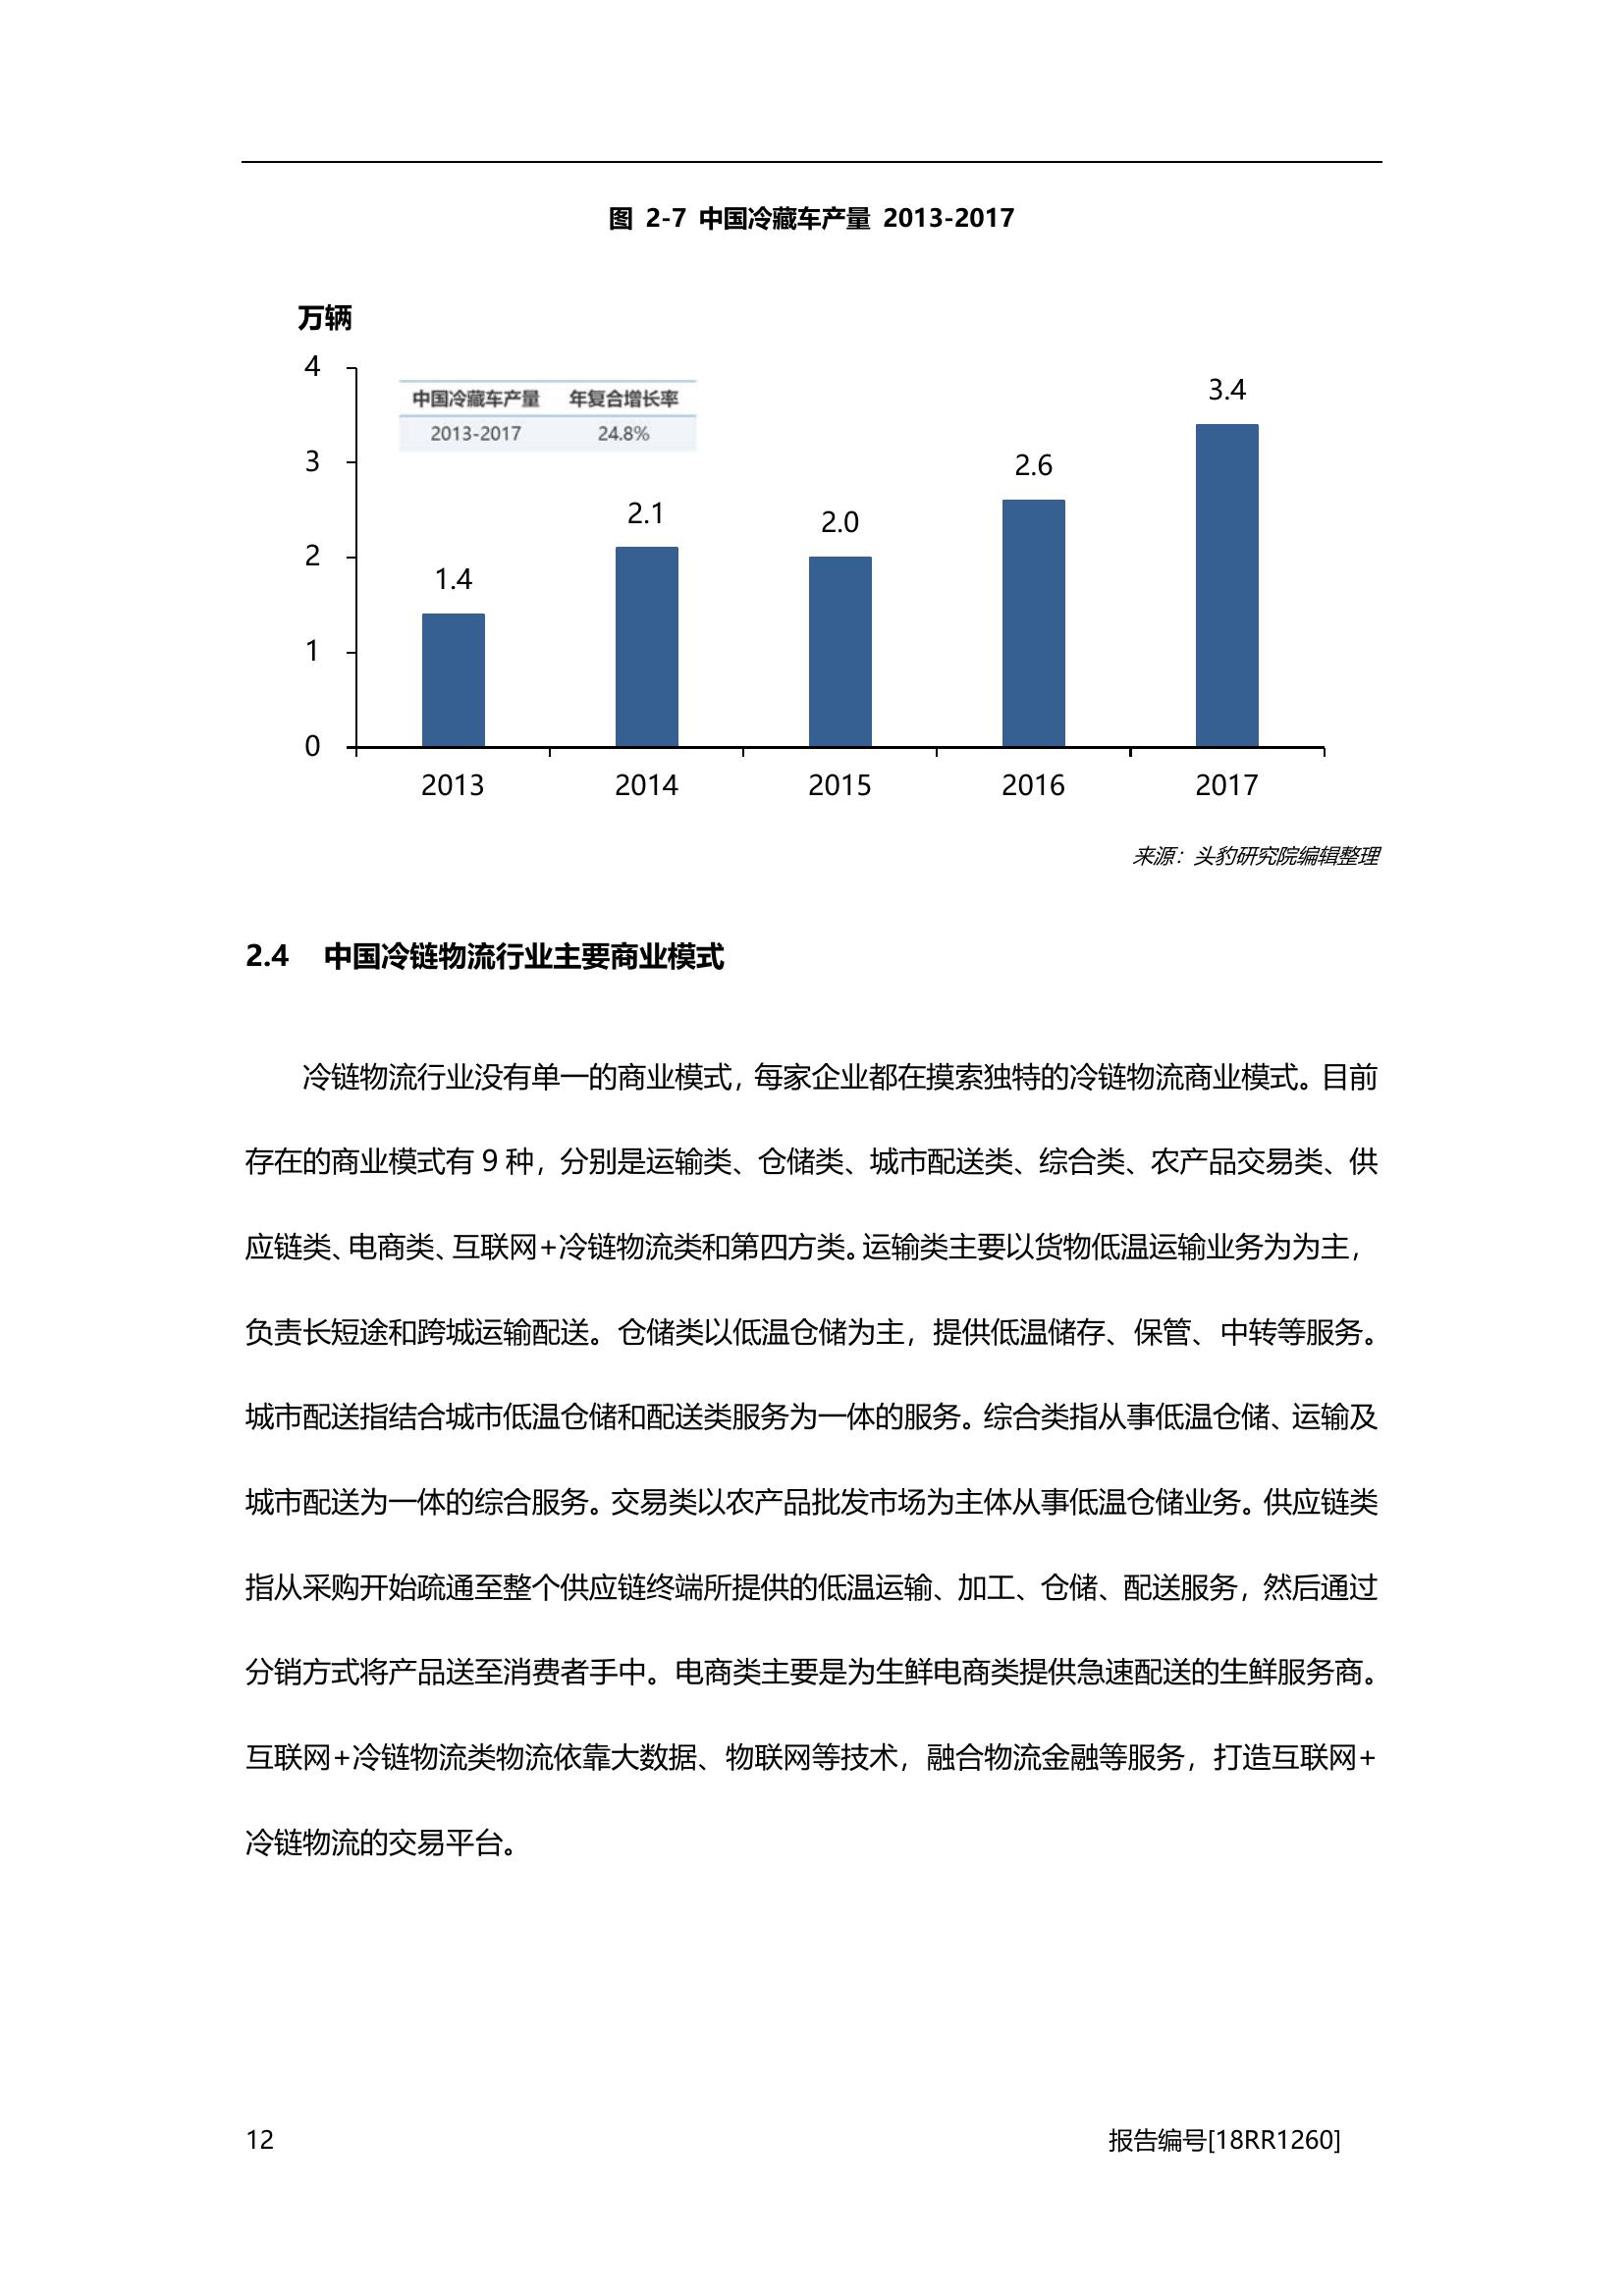 图 2-7 中国冷藏车产量 2013-2017
万辆
4
3
2
1
0
中国冷藏车产量 年复合增长率
2013-2017 24.8%
1.4
2.1
2.0
2.6
3.4
2013 2014 2015 2016 2017
来源：头豹研究院编辑整理
2.4 中国冷链物流行业主要商业模式
冷链物流行业没有单一的商业模式，每家企业都在摸索独特的冷链物流商业模式。目前
存在的商业模式有 9 种，分别是运输类、仓储类、城市配送类、综合类、农产品交易类、供
应链类、电商类、互联网+冷链物流类和第四方类。运输类主要以货物低温运输业务为为主，
负责长短途和跨城运输配送。仓储类以低温仓储为主，提供低温储存、保管、中转等服务。
城市配送指结合城市低温仓储和配送类服务为一体的服务。综合类指从事低温仓储、运输及
城市配送为一体的综合服务。交易类以农产品批发市场为主体从事低温仓储业务。供应链类
指从采购开始疏通至整个供应链终端所提供的低温运输、加工、仓储、配送服务，然后通过
分销方式将产品送至消费者手中。电商类主要是为生鲜电商类提供急速配送的生鲜服务商。
互联网+冷链物流类物流依靠大数据、物联网等技术，融合物流金融等服务，打造互联网+
冷链物流的交易平台。
12 报告编号[18RR1260]